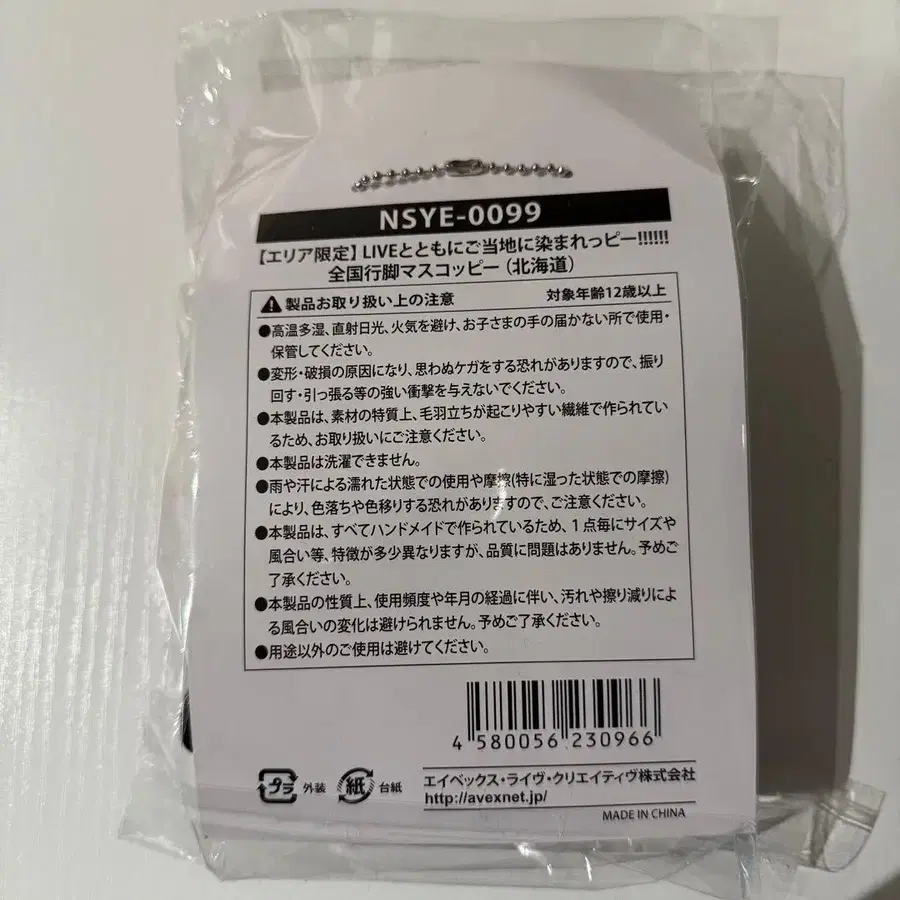 NSYE-0099
【エリア限定】LIVEとともにご当地に染まれっピー!!!!!!
全国行脚マスコッピー（北海道）
製品お取り扱い上の注意 対象年齢12歳以上
●高温多湿、直射日光、火気を避け、お子さまの手の届かない所で使用・
保管してください。
●変形・破損の原因になり、思わぬケガをする恐れがありますので、振り
回す・引っ張る等の強い衝撃を与えないでください。
●本製品は、素材の特質上、毛羽立ちが起こりやすい繊維で作られてい
るため、お取り扱いにご注意ください。
●本製品は洗濯できません。
●雨や汗による濡れた状態での使用や摩擦(特に湿った状態での摩擦)
により、色落ちや色移りする恐れがありますので、ご注意ください。
●本製品は、すべてハンドメイドで作られているため、1点毎にサイズや
風合い等、特徴が多少異なりますが、品質に問題はありません。予めご
了承ください。
●本製品の性質上、使用頻度や年月の経過に伴い、汚れや擦り減りによ
る風合いの変化は避けられません。予めご了承ください。
●用途以外のご使用は避けてください。
4 580056 230966
プラ 外装 紙 台紙
エイベックス・ライヴ・クリエイティヴ株式会社
http://avexnet.jp/
MADE IN CHINA